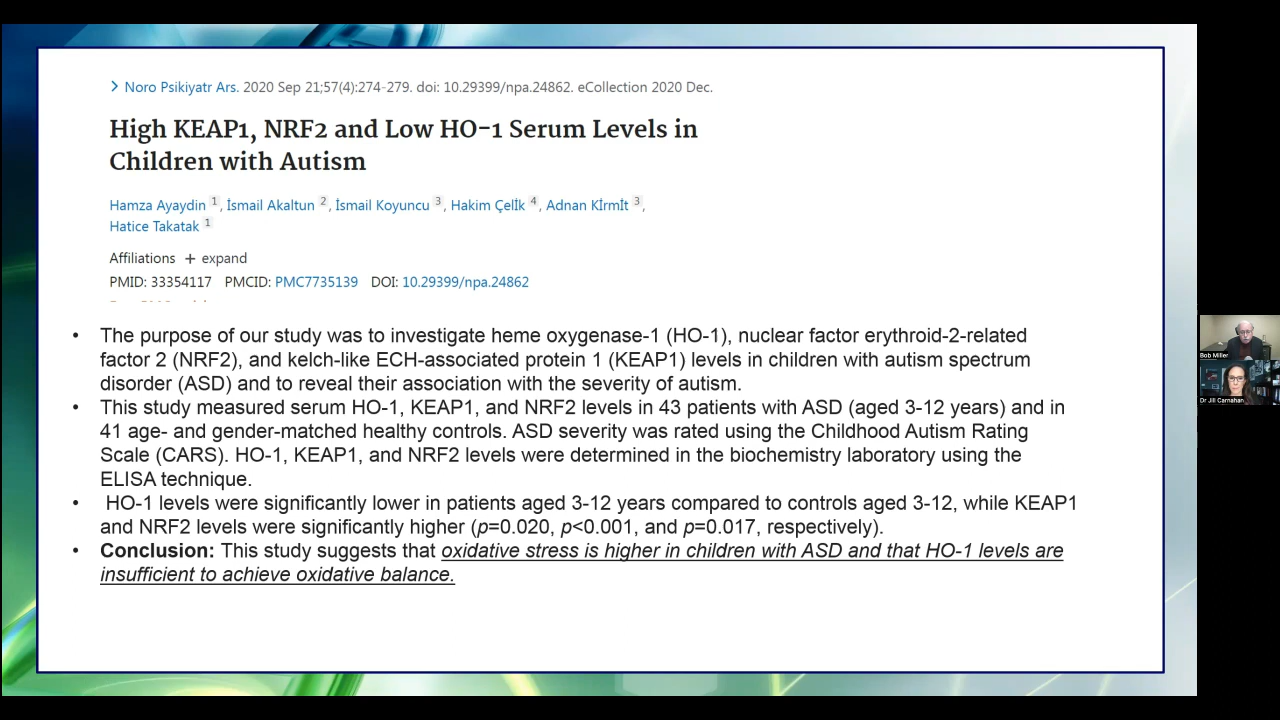 Noro Psikiyatr Ars. 2020 Sep 21;57(4):274-279. doi: 10.29399/npa.24862. eCollection 2020 Dec.
High KEAP1, NRF2 and Low HO-1 Serum Levels in
Children with Autism
Hamza Ayaydin 1, İsmail Akaltun 2, İsmail Koyuncu 3, Hakim Çelİk 4, Adnan Kİrmİt 3,
Hatice Takatak 1
Affiliations + expand
PMID: 33354117 PMCID: PMC7735139 DOI: 10.29399/npa.24862
• The purpose of our study was to investigate heme oxygenase-1 (HO-1), nuclear factor erythroid-2-related
factor 2 (NRF2), and kelch-like ECH-associated protein 1 (KEAP1) levels in children with autism spectrum
disorder (ASD) and to reveal their association with the severity of autism.
• This study measured serum HO-1, KEAP1, and NRF2 levels in 43 patients with ASD (aged 3-12 years) and in
41 age- and gender-matched healthy controls. ASD severity was rated using the Childhood Autism Rating
Scale (CARS). HO-1, KEAP1, and NRF2 levels were determined in the biochemistry laboratory using the
ELISA technique.
• HO-1 levels were significantly lower in patients aged 3-12 years compared to controls aged 3-12, while KEAP1
and NRF2 levels were significantly higher (p=0.020, p<0.001, and p=0.017, respectively).
• Conclusion: This study suggests that oxidative stress is higher in children with ASD and that HO-1 levels are
insufficient to achieve oxidative balance.
Bob Miller
Dr Jill Carnahan